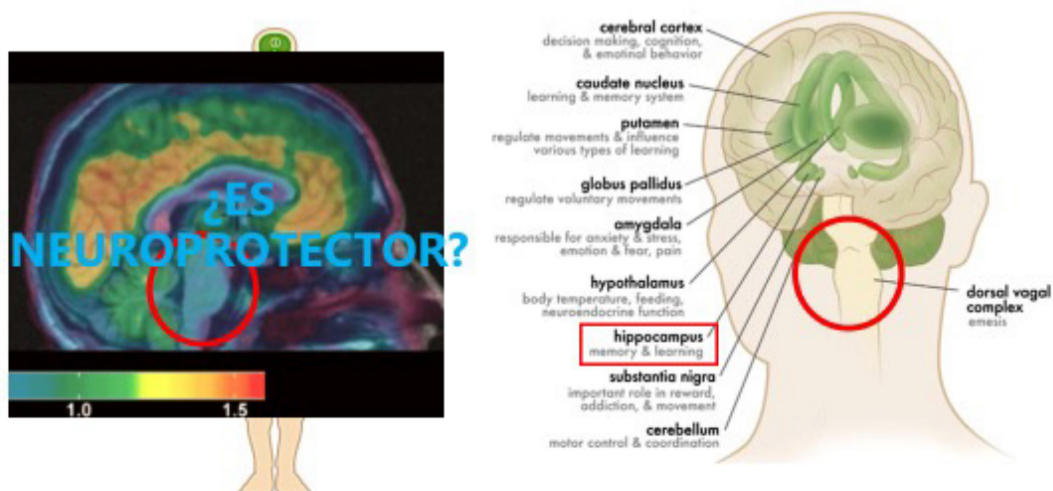 ¿ES
NEUROPROTECTOR?
1.0
1.5
cerebral cortex
decision making, cognition,
& emotinal behavior
caudate nucleus
learning & memory system
putamen
regulate movements & influence
various types of learning
globus pallidus
regulate voluntary movements
amygdala
responsible for anxiety & stress,
emotion & fear, pain
hypothalamus
body temperature, feeding,
neuroendocrine function
hippocampus
memory & learning
substantia nigra
important role in reward,
addiction, & movement
cerebellum
motor control & coordination
dorsal vagal
complex
emesis